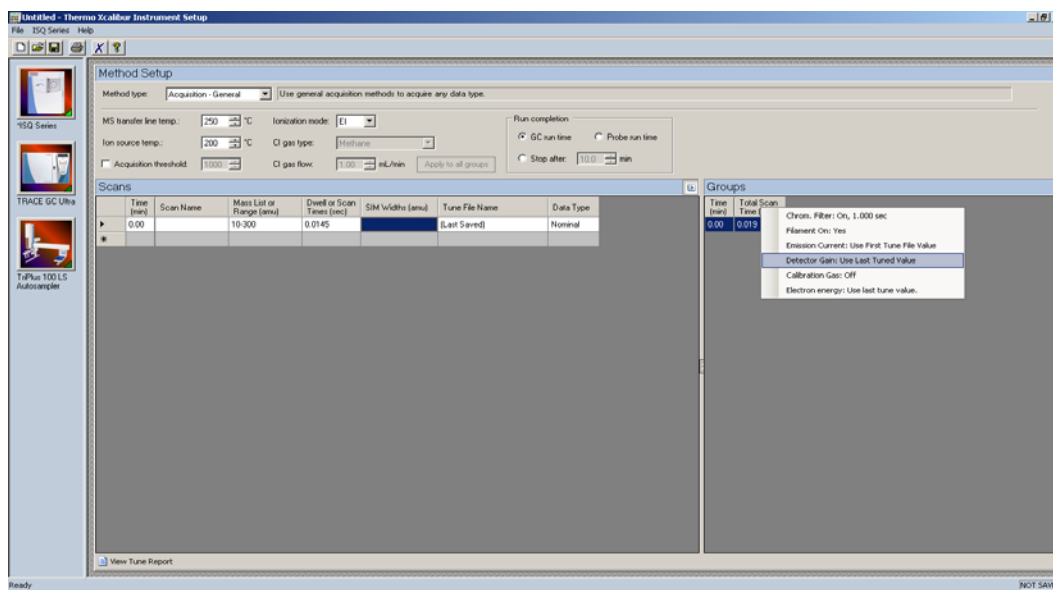 Untitled - Thermo Xcalibur Instrument Setup
File ISQ Series Help
Method Setup
Method type: Acquisition - General Use general acquisition methods to acquire any data type.
MS transfer line temp.: 250 °C Ionization mode: EI
Run completion
GC run time Probe run time
Ion source temp.: 200 °C CI gas type: Methane
Stop after: 10.0 min
Acquisition threshold: 1000 CI gas flow: 1.00 mL/min Apply to all groups
*ISQ Series
TRACE GC Ultra
TriPlus 100 LS
Autosampler
Scans
Time (min) Scan Name Mass List or Range (amu) Dwell or Scan Times (sec) SIM Widths (amu) Tune File Name Data Type
0.00 10-300 0.0145 (Last Saved) Nominal
Groups
Time (min) Total Scan Time (
0.00 0.019
Chrom. Filter: On, 1.000 sec
Filament On: Yes
Emission Current: Use First Tune File Value
Detector Gain: Use Last Tuned Value
Calibration Gas: Off
Electron energy: Use last tune value.
View Tune Report
Ready
NOT SAV